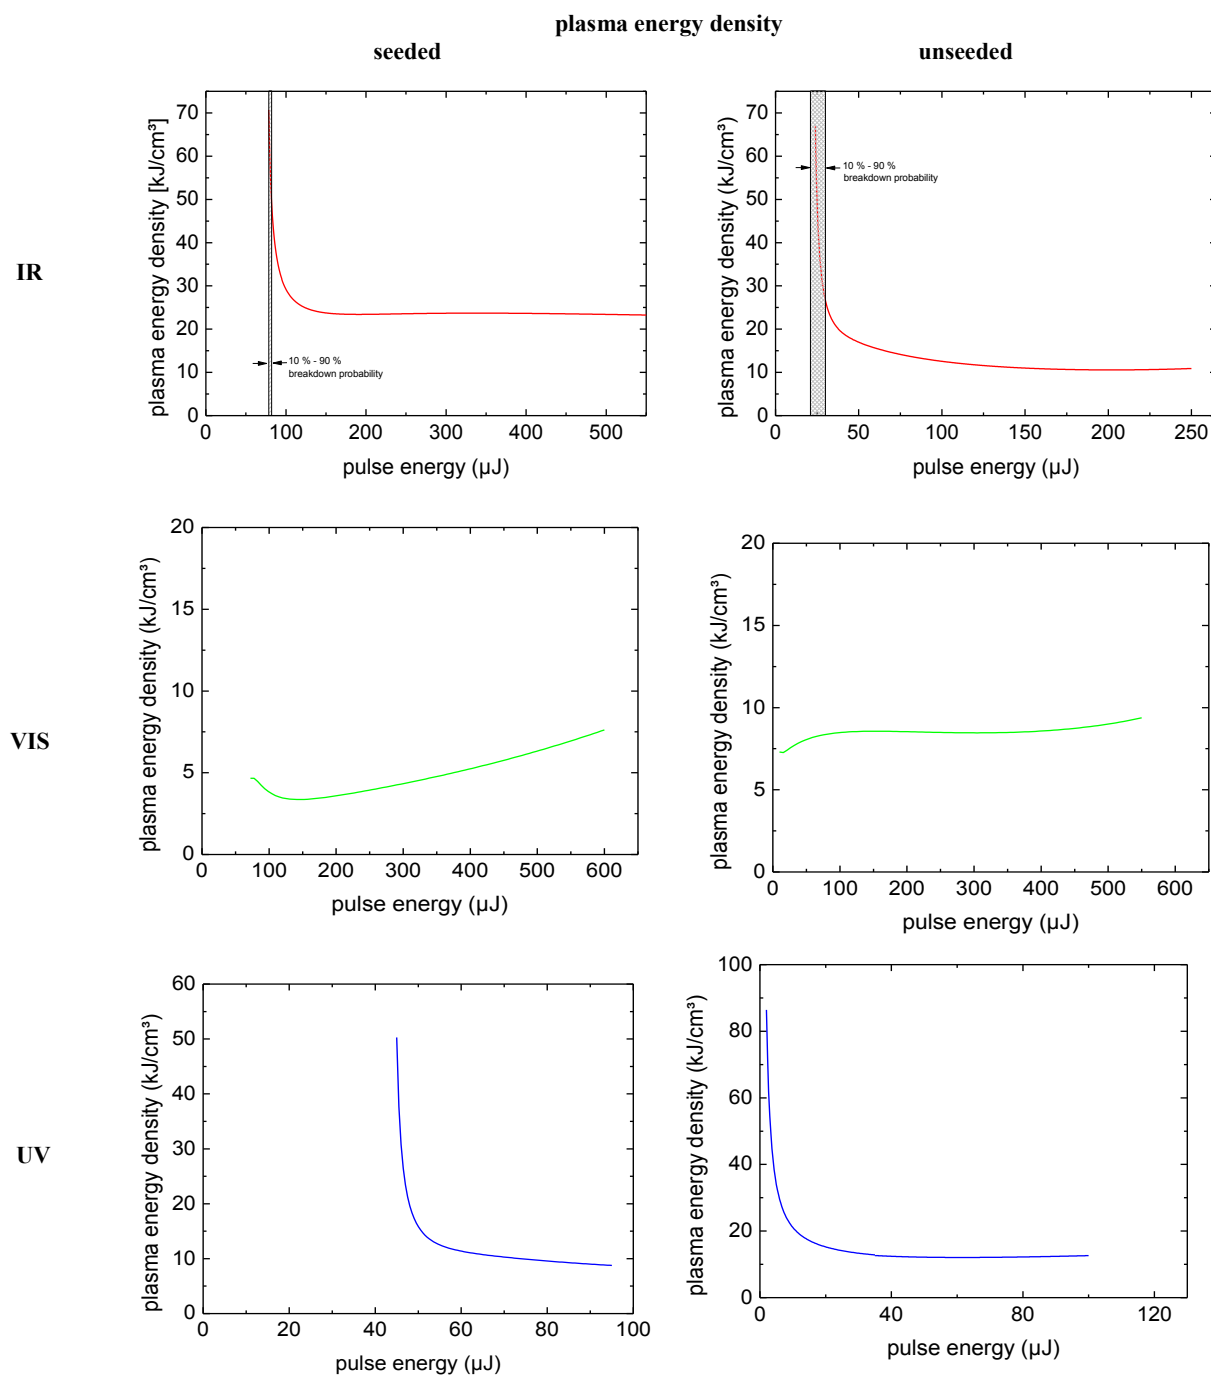 plasma energy density
seeded
unseeded
IR
plasma energy density [kJ/cm³]
70
60
50
40
30
20
10
0
10 % - 90 %
breakdown probability
0 100 200 300 400 500
pulse energy (µJ)
plasma energy density (kJ/cm³)
70
60
50
40
30
20
10
0
10 % - 90 %
breakdown probability
0 50 100 150 200 250
pulse energy (µJ)
VIS
plasma energy density (kJ/cm³)
20
15
10
5
0
0 100 200 300 400 500 600
pulse energy (µJ)
plasma energy density (kJ/cm³)
20
15
10
5
0
0 100 200 300 400 500 600
pulse energy (µJ)
UV
plasma energy density (kJ/cm³)
60
50
40
30
20
10
0
0 20 40 60 80 100
pulse energy (µJ)
plasma energy density (kJ/cm³)
100
80
60
40
20
0
0 40 80 120
pulse energy (µJ)